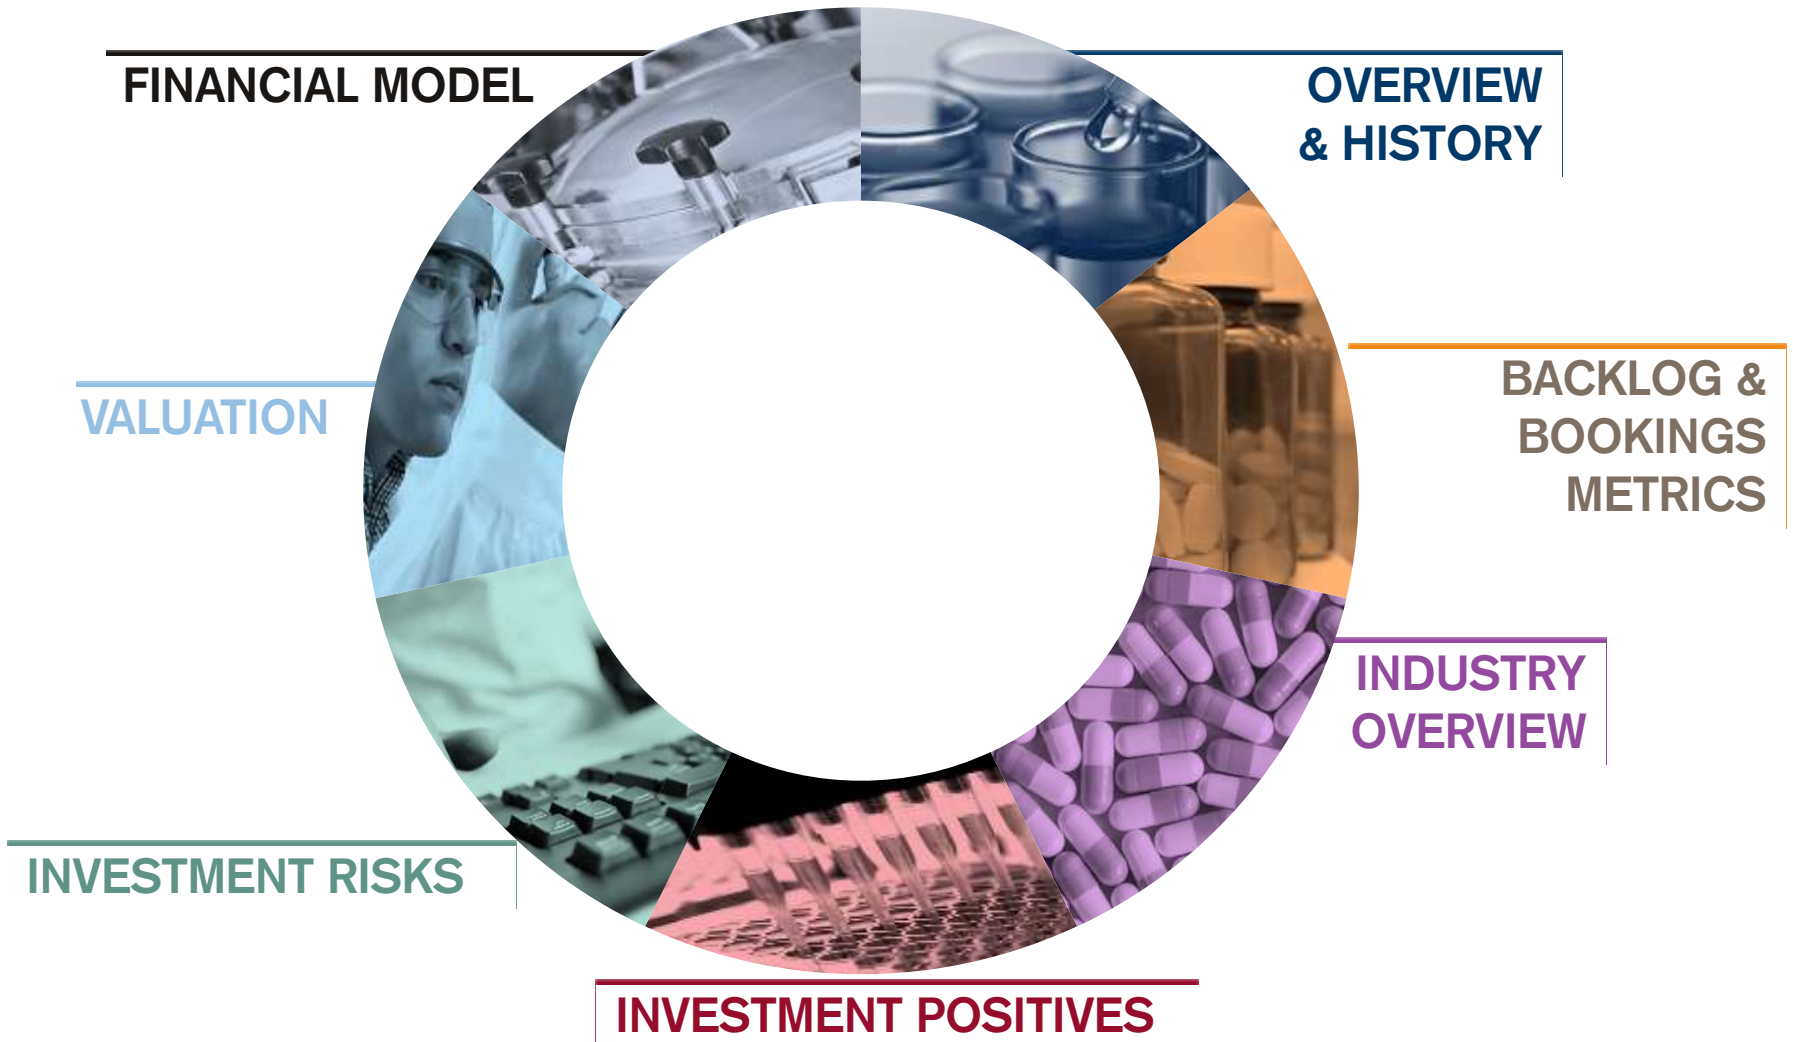 FINANCIAL MODEL
OVERVIEW
& HISTORY
BACKLOG &
BOOKINGS
METRICS
VALUATION
INDUSTRY
OVERVIEW
INVESTMENT RISKS
INVESTMENT POSITIVES